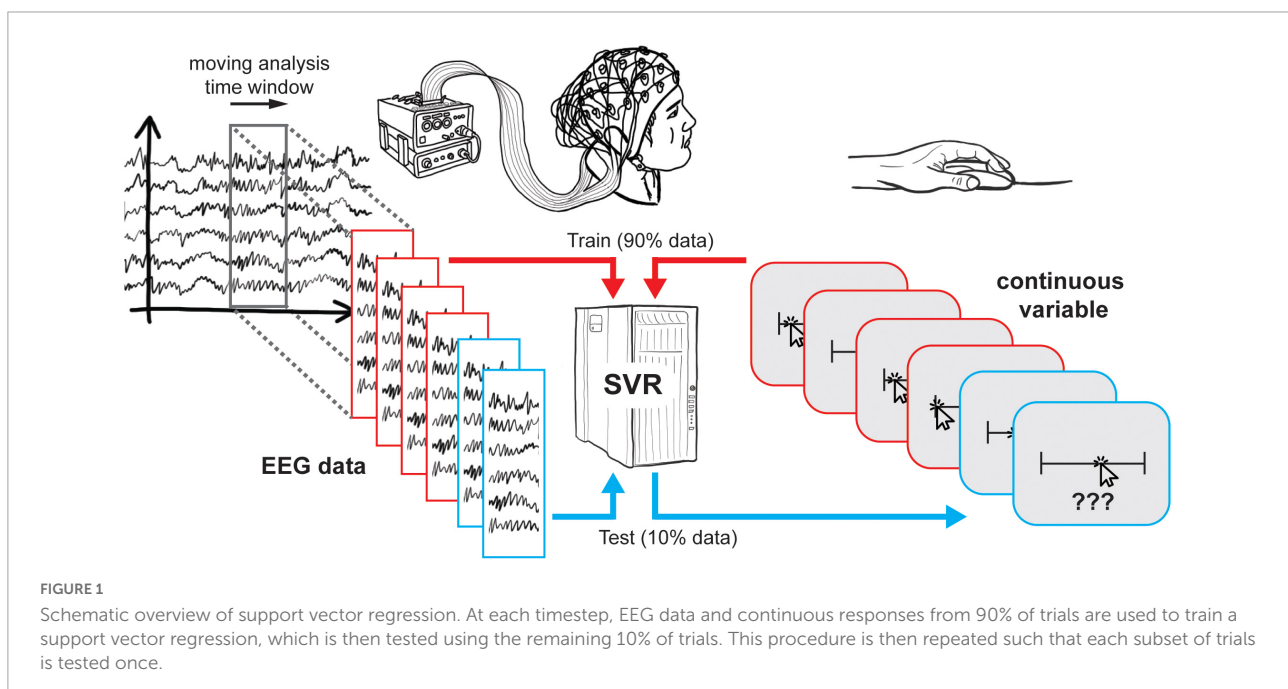 moving analysis
time window
Train (90% data)
continuous
variable
SVR
EEG data
???
Test (10% data)
FIGURE 1
Schematic overview of support vector regression. At each timestep, EEG data and continuous responses from 90% of trials are used to train a
support vector regression, which is then tested using the remaining 10% of trials. This procedure is then repeated such that each subset of trials
is tested once.